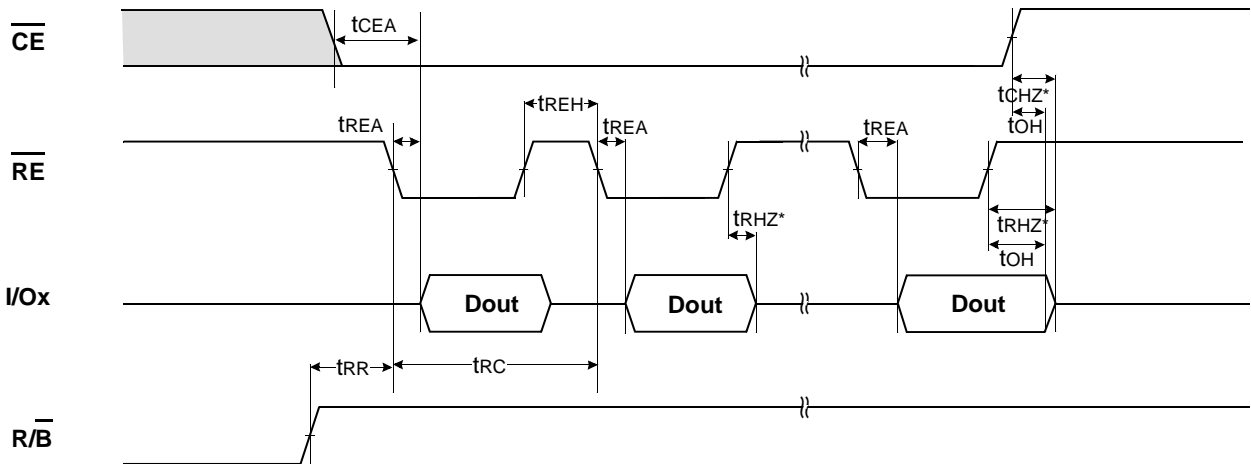 CE
tCEA
tCHZ*
tREH
tREA
tREA
tREA
tOH
RE
tRHZ*
tRHZ*
tOH
I/Ox
Dout
Dout
Dout
tRR
tRC
R/B